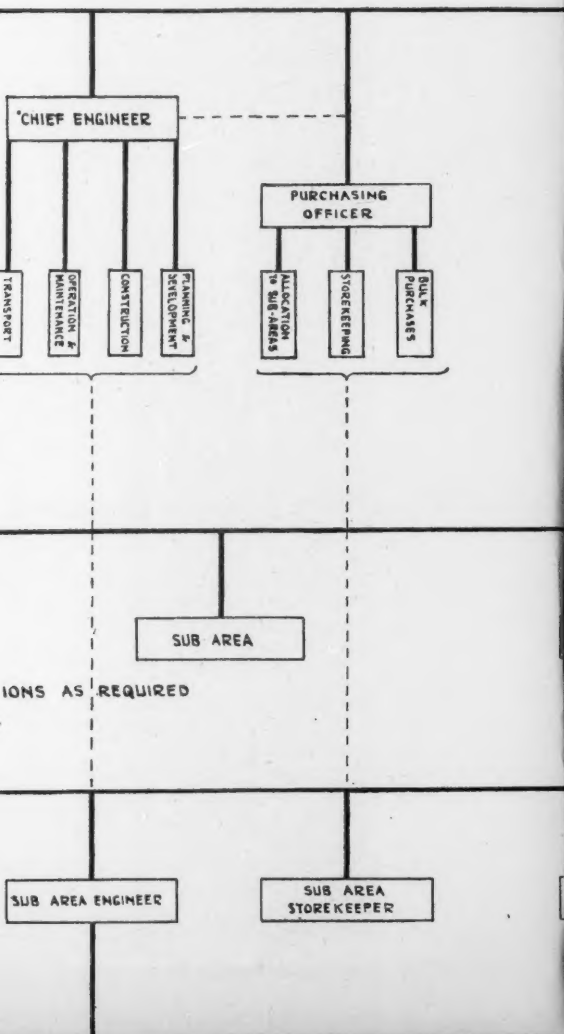 CHIEF ENGINEER
PURCHASING
OFFICER
TRANSPORT
OPERATION &
MAINTENANCE
CONSTRUCTION
PLANNING &
DEVELOPMENT
ALLOCATION
TO SUB-AREAS
STOREKEEPING
BULK
PURCHASES
SUB AREA
IONS AS REQUIRED
SUB AREA ENGINEER
SUB AREA
STOREKEEPER